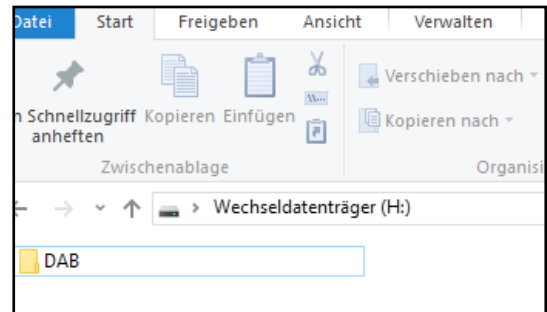 Datei Start Freigeben Ansicht Verwalten
n Schnellzugriff anheften
Kopieren Einfügen
Verschieben nach
Kopieren nach
Zwischenablage
Organisi
Wechseldatenträger (H:)
DAB